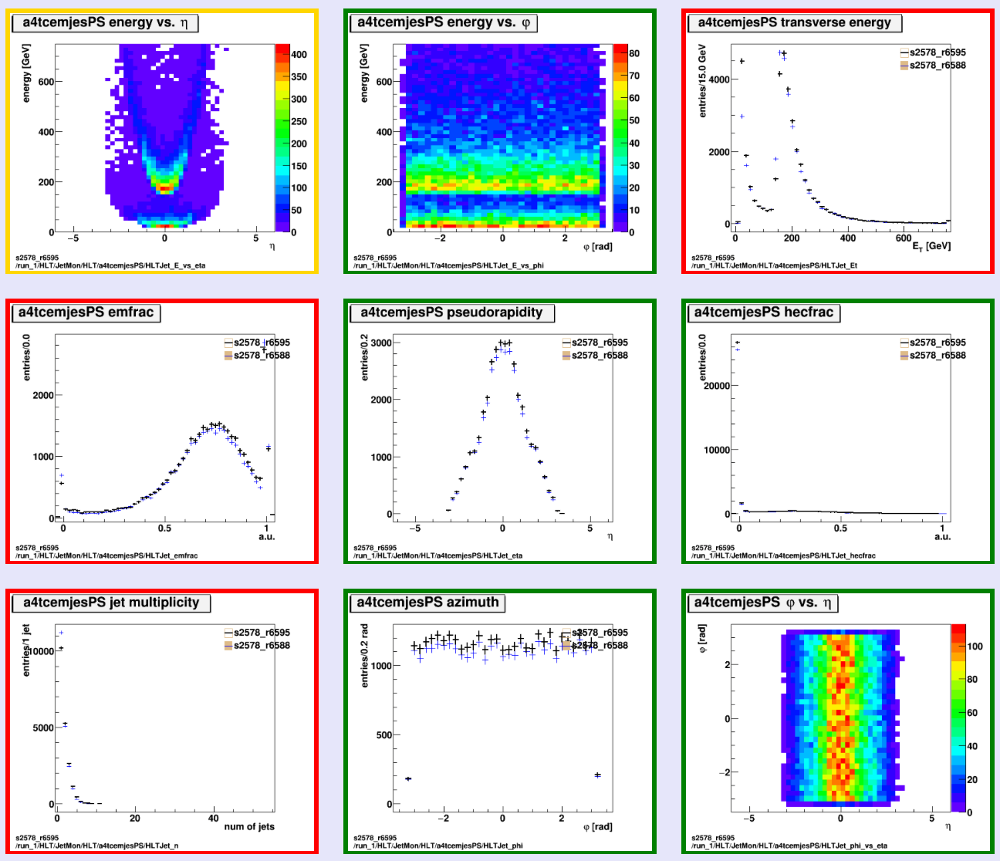 a4tcemjesPS energy vs. η
energy [GeV]
600
400
200
0
−5
0
5
η
400
350
300
250
200
150
100
50
0
s2578_r6595
/run_1/HLT/JetMon/HLT/a4tcemjesPS/HLTJet_E_vs_eta
a4tcemjesPS energy vs. φ
energy [GeV]
600
400
200
0
−2
0
2
φ [rad]
80
70
60
50
40
30
20
10
0
s2578_r6595
/run_1/HLT/JetMon/HLT/a4tcemjesPS/HLTJet_E_vs_phi
a4tcemjesPS transverse energy
entries/15.0 GeV
s2578_r6595
s2578_r6588
4000
2000
0
0
200
400
600
E_T [GeV]
s2578_r6595
/run_1/HLT/JetMon/HLT/a4tcemjesPS/HLTJet_Et
a4tcemjesPS emfrac
entries/0.0
s2578_r6595
s2578_r6588
2000
1000
0
0
0.5
1
a.u.
s2578_r6595
/run_1/HLT/JetMon/HLT/a4tcemjesPS/HLTJet_emfrac
a4tcemjesPS pseudorapidity
entries/0.2
s2578_r6595
s2578_r6588
3000
2000
1000
0
−5
0
5
η
s2578_r6595
/run_1/HLT/JetMon/HLT/a4tcemjesPS/HLTJet_eta
a4tcemjesPS hecfrac
entries/0.0
s2578_r6595
s2578_r6588
20000
10000
0
0
0.5
1
a.u.
s2578_r6595
/run_1/HLT/JetMon/HLT/a4tcemjesPS/HLTJet_hecfrac
a4tcemjesPS jet multiplicity
entries/1 jet
s2578_r6595
s2578_r6588
10000
5000
0
0
20
40
num of jets
s2578_r6595
/run_1/HLT/JetMon/HLT/a4tcemjesPS/HLTJet_n
a4tcemjesPS azimuth
entries/0.2 rad
s2578_r6595
s2578_r6588
1000
500
0
−2
0
2
φ [rad]
s2578_r6595
/run_1/HLT/JetMon/HLT/a4tcemjesPS/HLTJet_phi
a4tcemjesPS φ vs. η
φ [rad]
2
0
−2
−5
0
5
η
100
80
60
40
20
0
s2578_r6595
/run_1/HLT/JetMon/HLT/a4tcemjesPS/HLTJet_phi_vs_eta